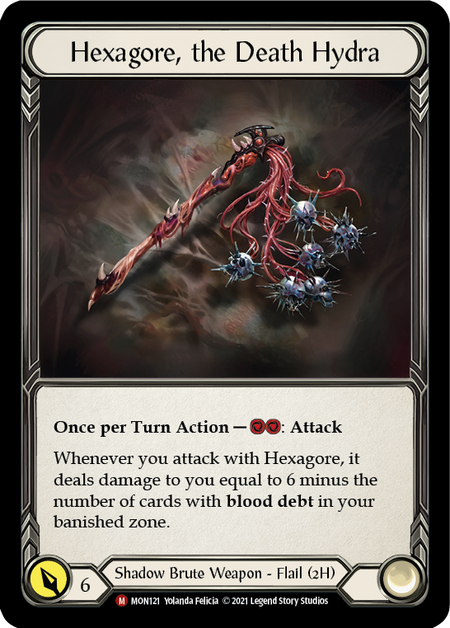 Hexagore, the Death Hydra
Once per Turn Action — : Attack
Whenever you attack with Hexagore, it
deals damage to you equal to 6 minus the
number of cards with blood debt in your
banished zone.
6
Shadow Brute Weapon - Flail (2H)
M MON121 Yolanda Felicia © 2021 Legend Story Studios